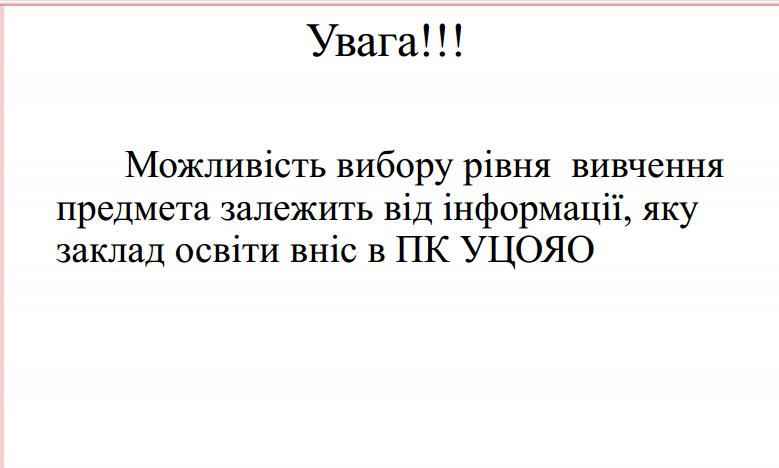 Увага!!!
Можливість вибору рівня  вивчення
предмета залежить від інформації, яку
заклад освіти вніс в ПК УЦОЯО